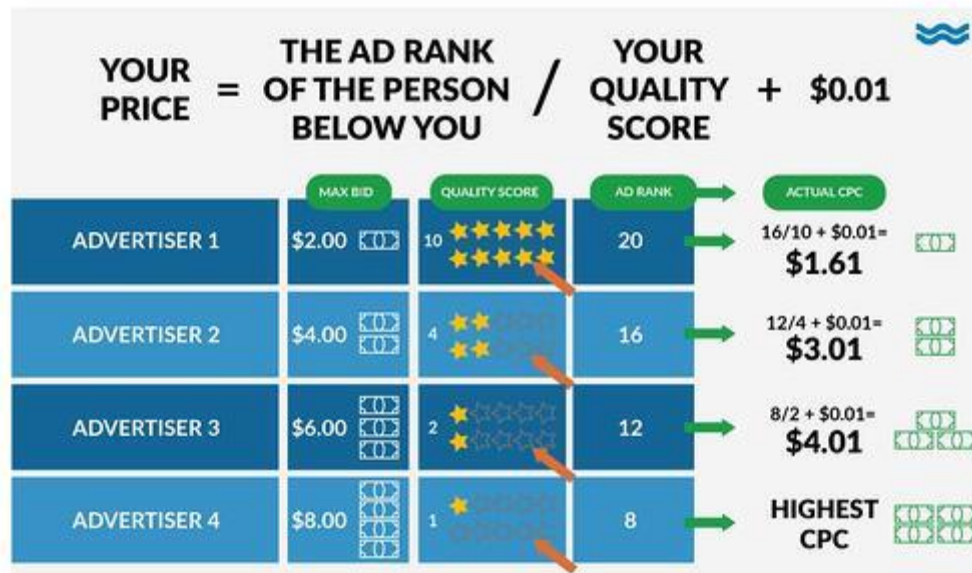 YOUR PRICE = THE AD RANK OF THE PERSON BELOW YOU / YOUR QUALITY SCORE + $0.01
MAX BID QUALITY SCORE AD RANK ACTUAL CPC
ADVERTISER 1 $2.00 10 20 16/10 + $0.01= $1.61
ADVERTISER 2 $4.00 4 16 12/4 + $0.01= $3.01
ADVERTISER 3 $6.00 2 12 8/2 + $0.01= $4.01
ADVERTISER 4 $8.00 1 8 HIGHEST CPC